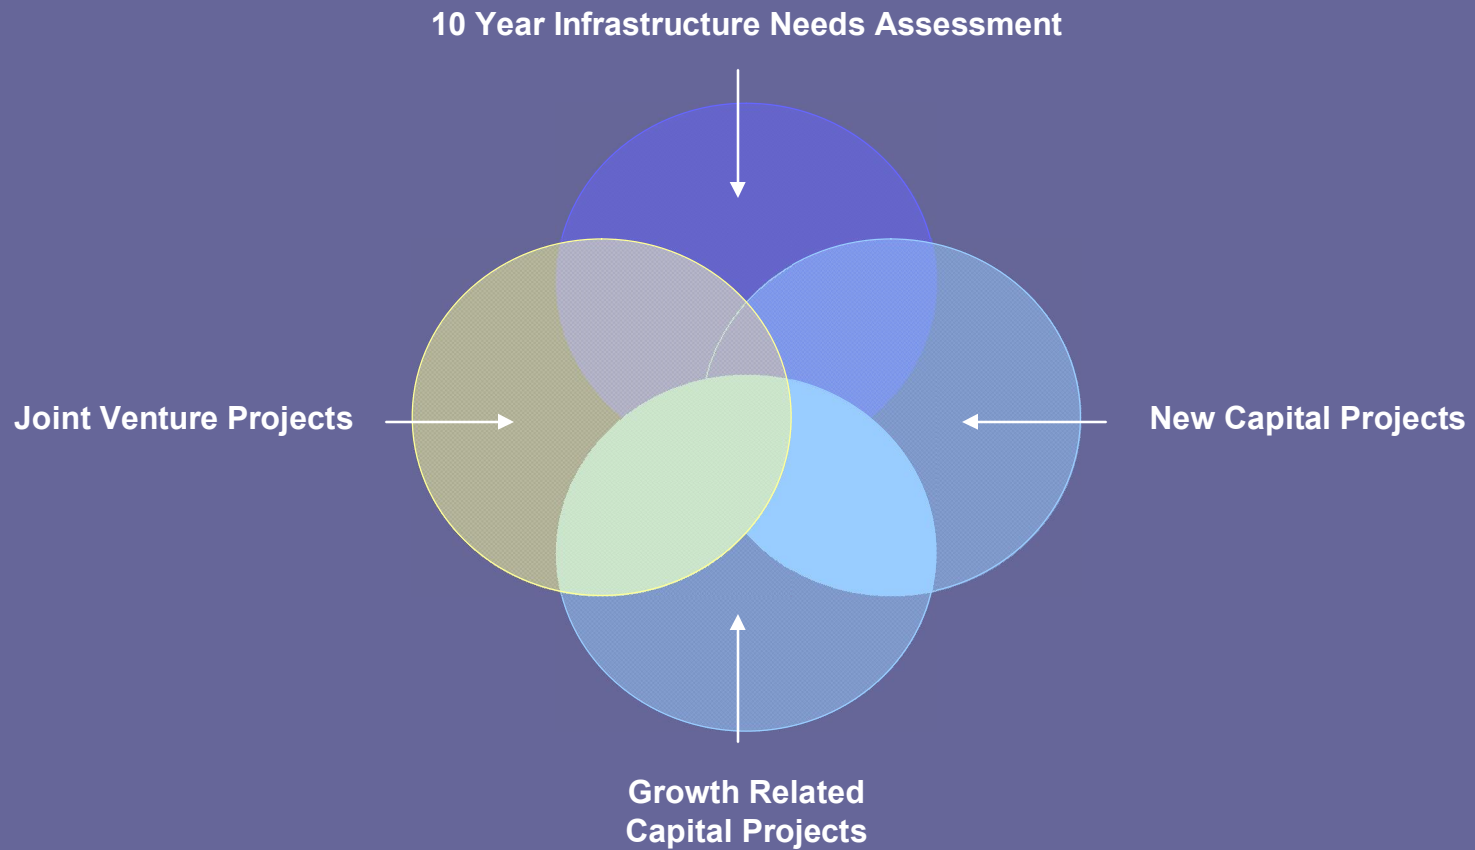 10 Year Infrastructure Needs Assessment
Joint Venture Projects
New Capital Projects
Growth Related
Capital Projects